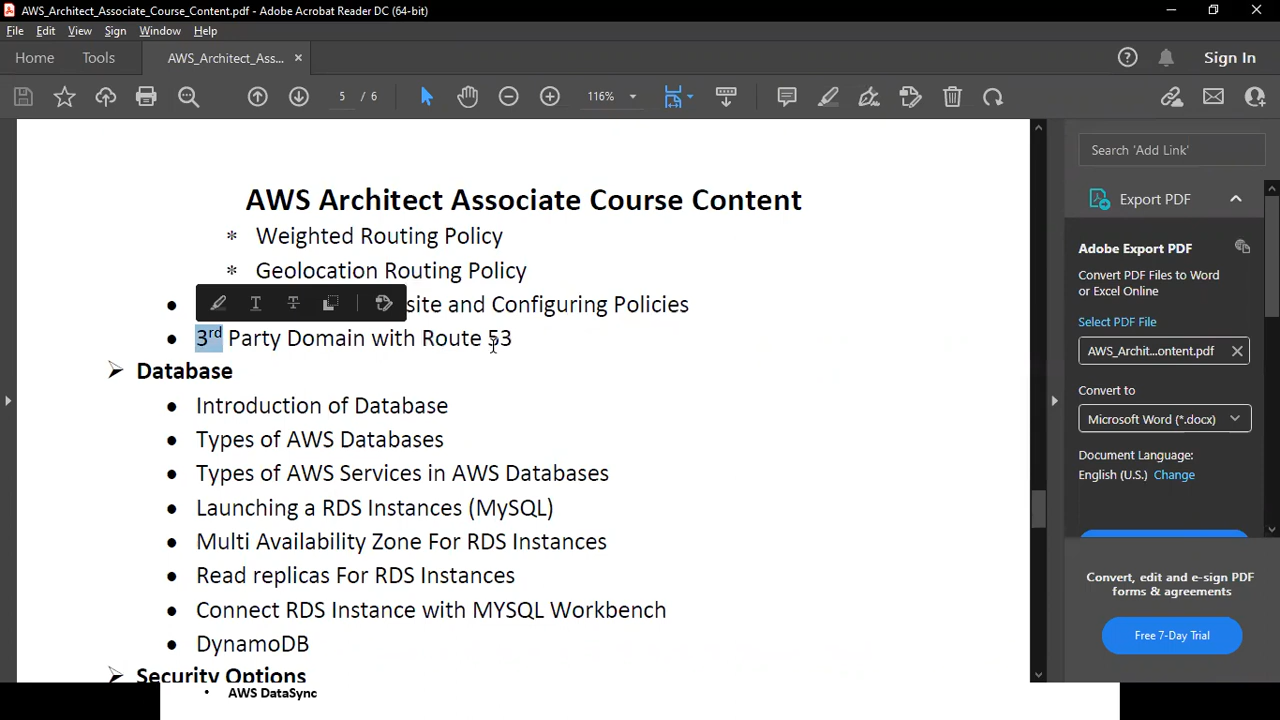 AWS_Architect_Associate_Course_Content.pdf - Adobe Acrobat Reader DC (64-bit)
File Edit View Sign Window Help
Home Tools AWS_Architect_Ass... × Sign In
5 / 6 116%
Search 'Add Link'
AWS Architect Associate Course Content
* Weighted Routing Policy
* Geolocation Routing Policy
• site and Configuring Policies
• 3rd Party Domain with Route 53
➢ Database
• Introduction of Database
• Types of AWS Databases
• Types of AWS Services in AWS Databases
• Launching a RDS Instances (MySQL)
• Multi Availability Zone For RDS Instances
• Read replicas For RDS Instances
• Connect RDS Instance with MYSQL Workbench
• DynamoDB
➢ Security Options
• AWS DataSync
Export PDF
Adobe Export PDF
Convert PDF Files to Word
or Excel Online
Select PDF File
AWS_Archit...ontent.pdf ×
Convert to
Microsoft Word (*.docx)
Document Language:
English (U.S.) Change
Convert, edit and e-sign PDF
forms & agreements
Free 7-Day Trial